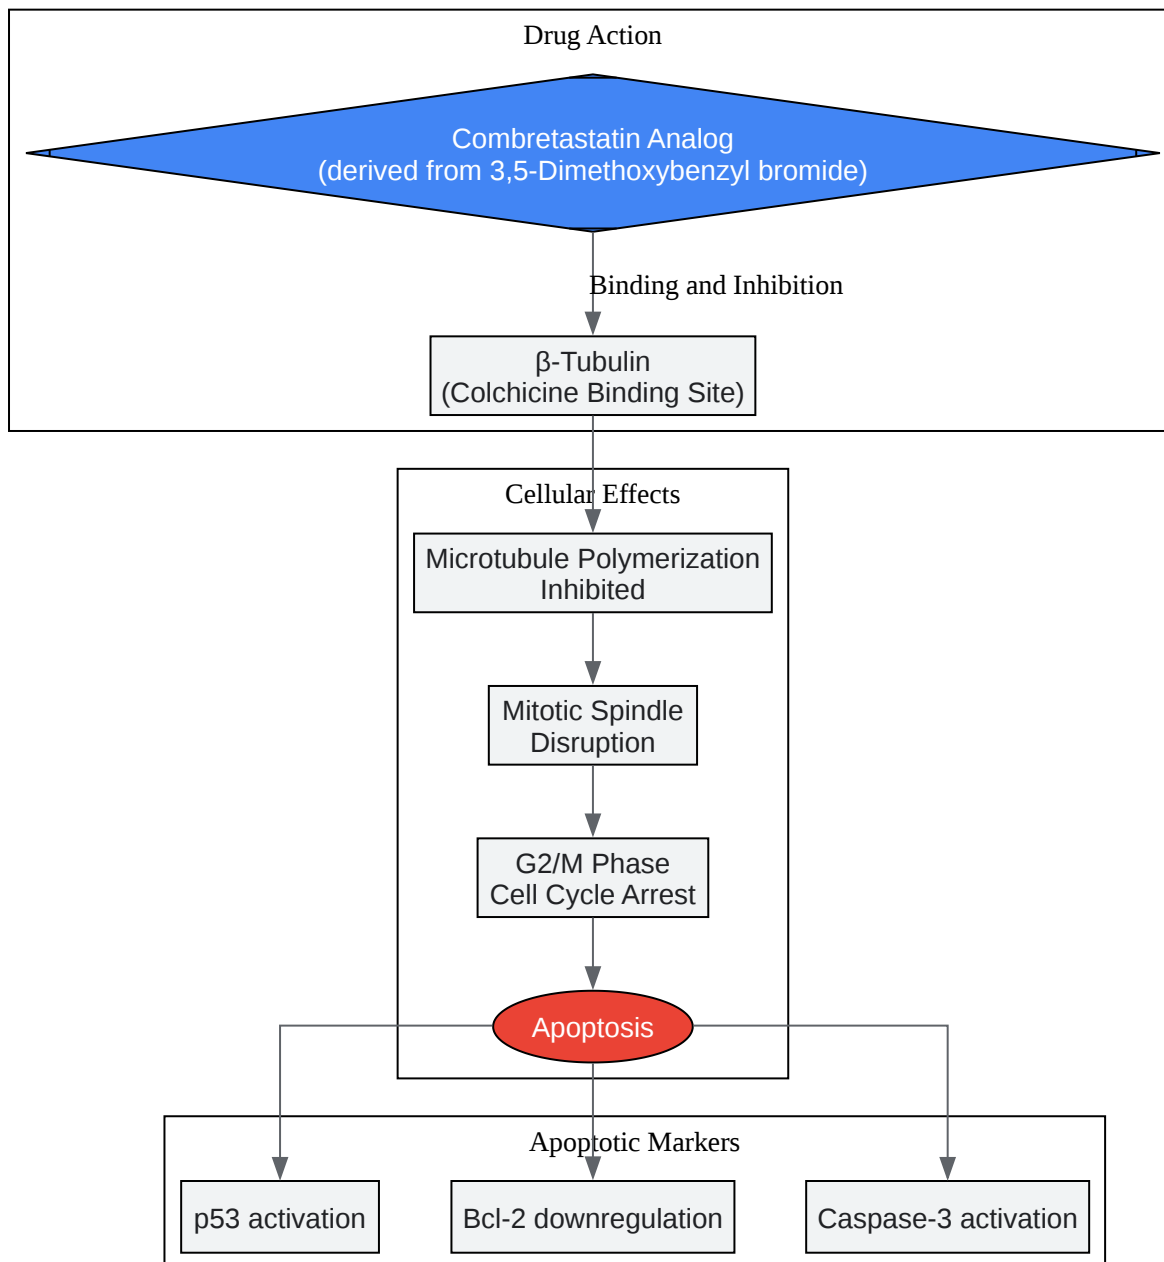 Drug Action
Combretastatin Analog
(derived from 3,5-Dimethoxybenzyl bromide)
Binding and Inhibition
β-Tubulin
(Colchicine Binding Site)
Cellular Effects
Microtubule Polymerization
Inhibited
Mitotic Spindle
Disruption
G2/M Phase
Cell Cycle Arrest
Apoptosis
Apoptotic Markers
p53 activation
Bcl-2 downregulation
Caspase-3 activation